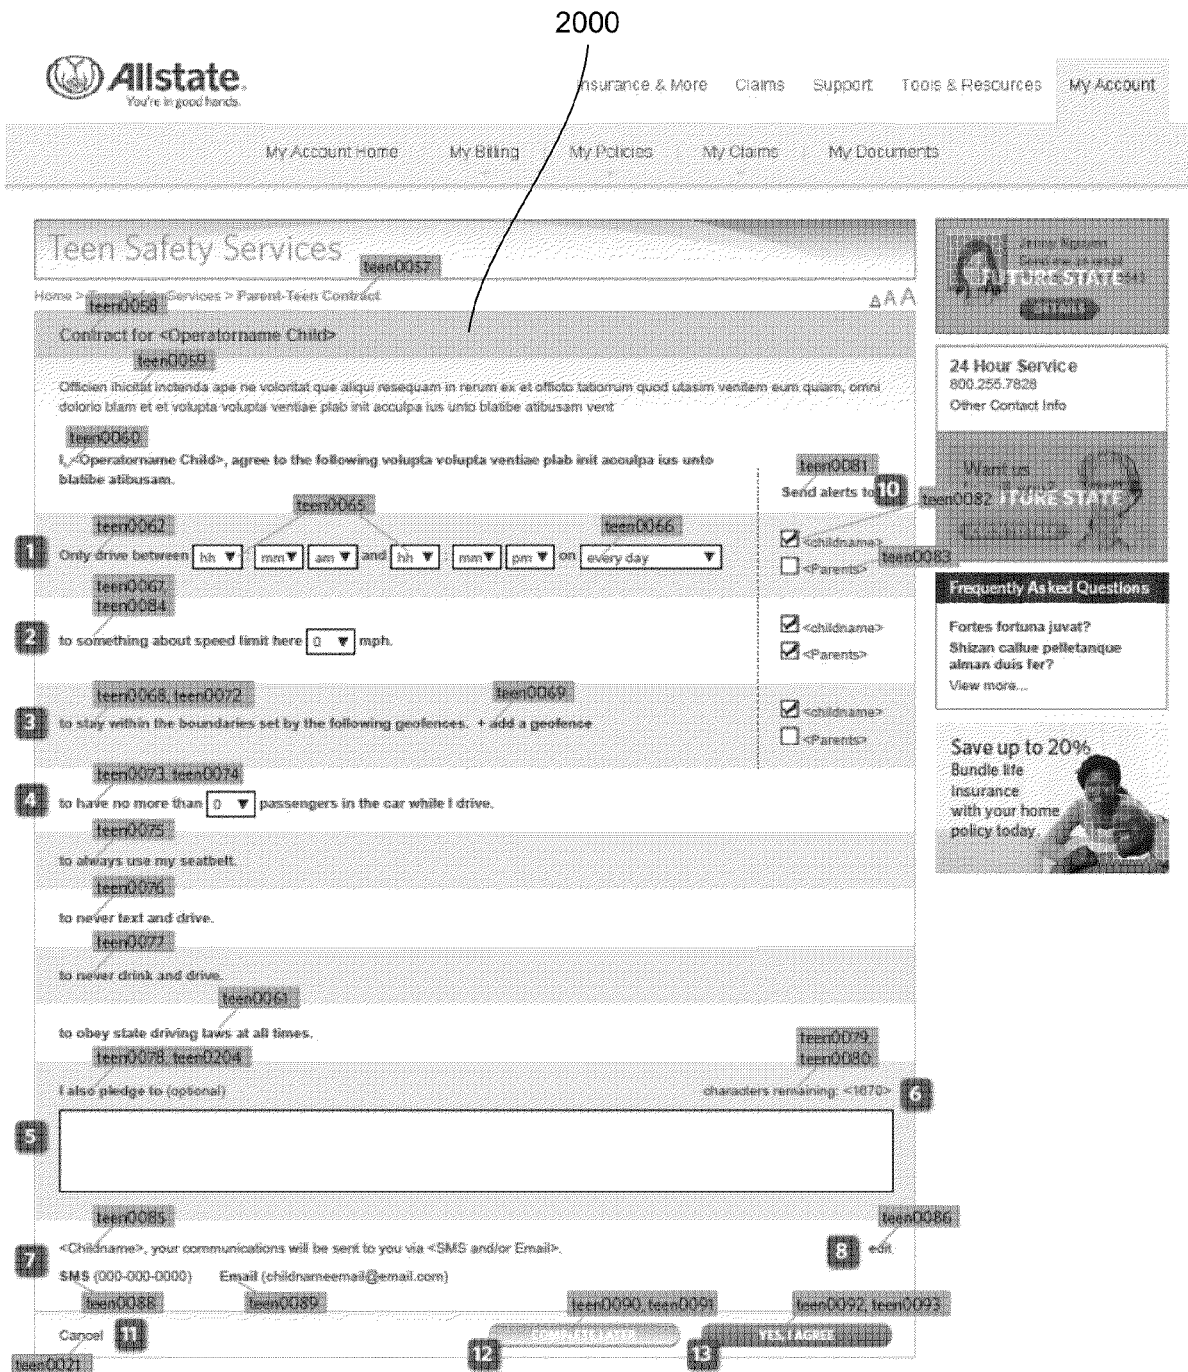 2000
Allstate.
You're in good hands.
Insurance & More Claims Support Tools & Resources My Account
My Account Home My Billing My Policies My Claims My Documents
Teen Safety Services
teen0057
Home > Services > Parent-Teen Contract
teen0058
AAA
Contract for <Operatorname Child>
teen0059
Officien ihicitat inctenda ape ne voloritat que aliqui resequam in rerum ex et officto tatiorrum quod utasim venitem eum quiam, omni
dolorio blam et et volupta volupta ventiae plab init acculpa ius unto blatibe atibusam vent
teen0060
I, <Operatorname Child>, agree to the following volupta volupta ventiae plab init acculpa ius unto
blatibe atibusam.
teen0081
Send alerts to 10
teen0082
teen0062
teen0065
teen0066
1 Only drive between hh mm am and hh : mm pm on every day
<childname>
<Parents>
teen0083
teen0067,
teen0084
2 to something about speed limit here 0 mph.
<childname>
<Parents>
teen0068, teen0072
teen0069
3 to stay within the boundaries set by the following geofences. + add a geofence
<childname>
<Parents>
teen0073, teen0074
4 to have no more than 0 passengers in the car while I drive.
teen0075
to always use my seatbelt.
teen0076
to never text and drive.
teen0077
to never drink and drive.
teen0061
to obey state driving laws at all times.
teen0078, teen0204
teen0079,
teen0080
I also pledge to (optional)
characters remaining: <1670> 6
5
teen0085
teen0086
7 <Childname>, your communications will be sent to you via <SMS and/or Email>.
8 edit
SMS (000-000-0000) Email (childnameemail@email.com)
teen0088 teen0089
teen0090, teen0091
teen0092, teen0093
Cancel 11
COMPLETE LATER
12
YES, I AGREE
13
teen0021
Jenny Nguyen
Send me an email
FUTURE STATE
DETAILS
24 Hour Service
800.255.7828
Other Contact Info
Want us
FUTURE STATE
Frequently Asked Questions
Fortes fortuna juvat?
Shizan callue pelletanque
alman duis fer?
View more...
Save up to 20%
Bundle life
insurance
with your home
policy today.